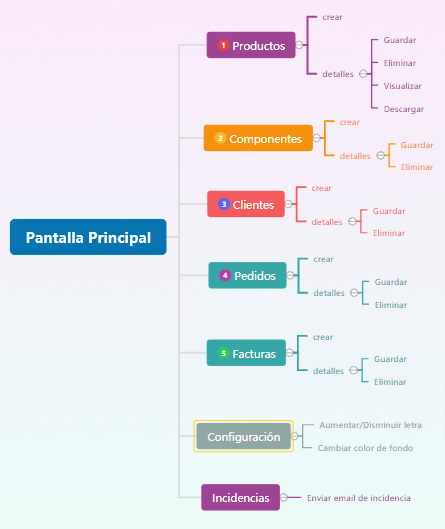 Pantalla Principal
1 Productos
crear
detalles
Guardar
Eliminar
Visualizar
Descargar
2 Componentes
crear
detalles
Guardar
Eliminar
3 Clientes
crear
detalles
Guardar
Eliminar
4 Pedidos
crear
detalles
Guardar
Eliminar
5 Facturas
crear
detalles
Guardar
Eliminar
Configuración
Aumentar/Disminuir letra
Cambiar color de fondo
Incidencias
Enviar email de incidencia